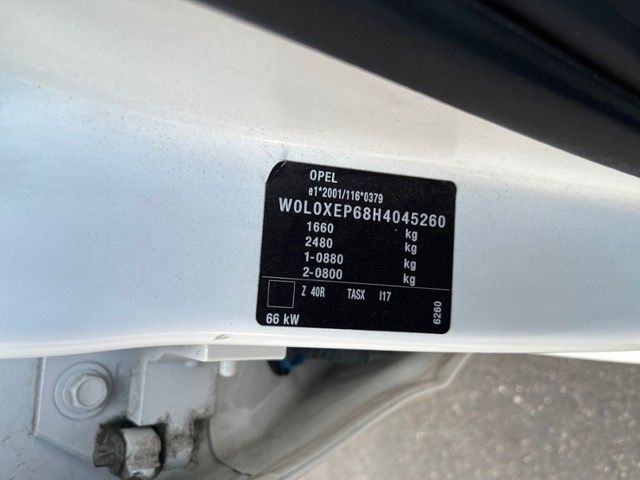 OPEL
e1*2001/116*0379
W0L0XEP68H4045260
1660 kg
2480 kg
1-0880 kg
2-0800 kg
Z 40R TASK I17
66 kW
6260